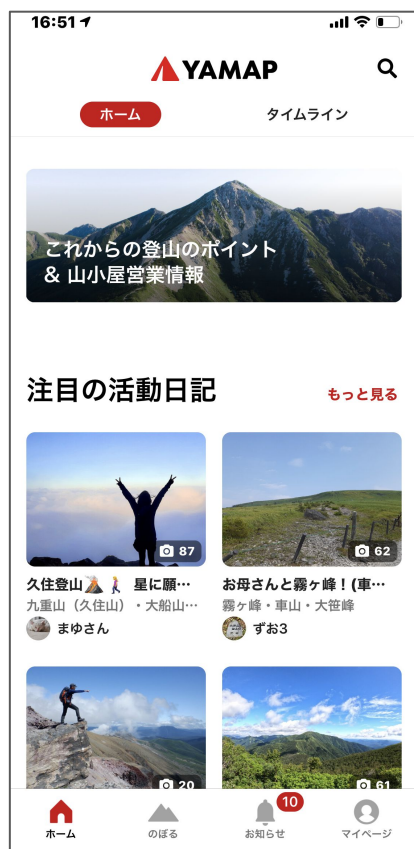 16:51
YAMAP
ホーム
タイムライン
これからの登山のポイント
& 山小屋営業情報
注目の活動日記
もっと見る
87
62
久住登山🌋🚶‍♀️ 星に願…
お母さんと霧ヶ峰！(車…
九重山（久住山）・大船山…
霧ヶ峰・車山・大笹峰
まゆさん
ずお3
20
61
ホーム
のぼる
10
お知らせ
マイページ